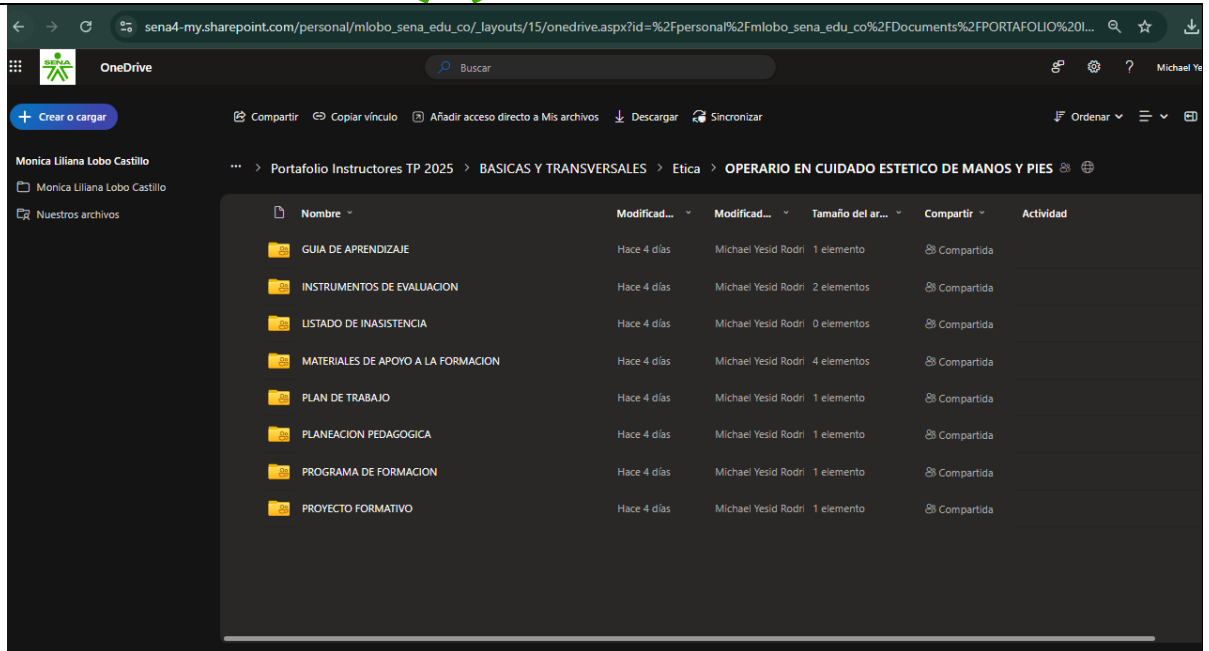 sena4-my.sharepoint.com/personal/mlobo_sena_edu_co/_layouts/15/onedrive.aspx?id=%2Fpersonal%2Fmlobo_sena_edu_co%2FDocuments%2FPORTAFOLIO%20I...
SENA OneDrive Buscar ? Michael Ye
+ Crear o cargar Compartir Copiar vínculo Añadir acceso directo a Mis archivos Descargar Sincronizar Ordenar
Monica Liliana Lobo Castillo
... > Portafolio Instructores TP 2025 > BASICAS Y TRANSVERSALES > Etica > OPERARIO EN CUIDADO ESTETICO DE MANOS Y PIES
Monica Liliana Lobo Castillo
Nuestros archivos
Nombre Modificad... Modificad... Tamaño del ar... Compartir Actividad
GUIA DE APRENDIZAJE Hace 4 días Michael Yesid Rodri 1 elemento Compartida
INSTRUMENTOS DE EVALUACION Hace 4 días Michael Yesid Rodri 2 elementos Compartida
LISTADO DE INASISTENCIA Hace 4 días Michael Yesid Rodri 0 elementos Compartida
MATERIALES DE APOYO A LA FORMACION Hace 4 días Michael Yesid Rodri 4 elementos Compartida
PLAN DE TRABAJO Hace 4 días Michael Yesid Rodri 1 elemento Compartida
PLANEACION PEDAGOGICA Hace 4 días Michael Yesid Rodri 1 elemento Compartida
PROGRAMA DE FORMACION Hace 4 días Michael Yesid Rodri 1 elemento Compartida
PROYECTO FORMATIVO Hace 4 días Michael Yesid Rodri 1 elemento Compartida